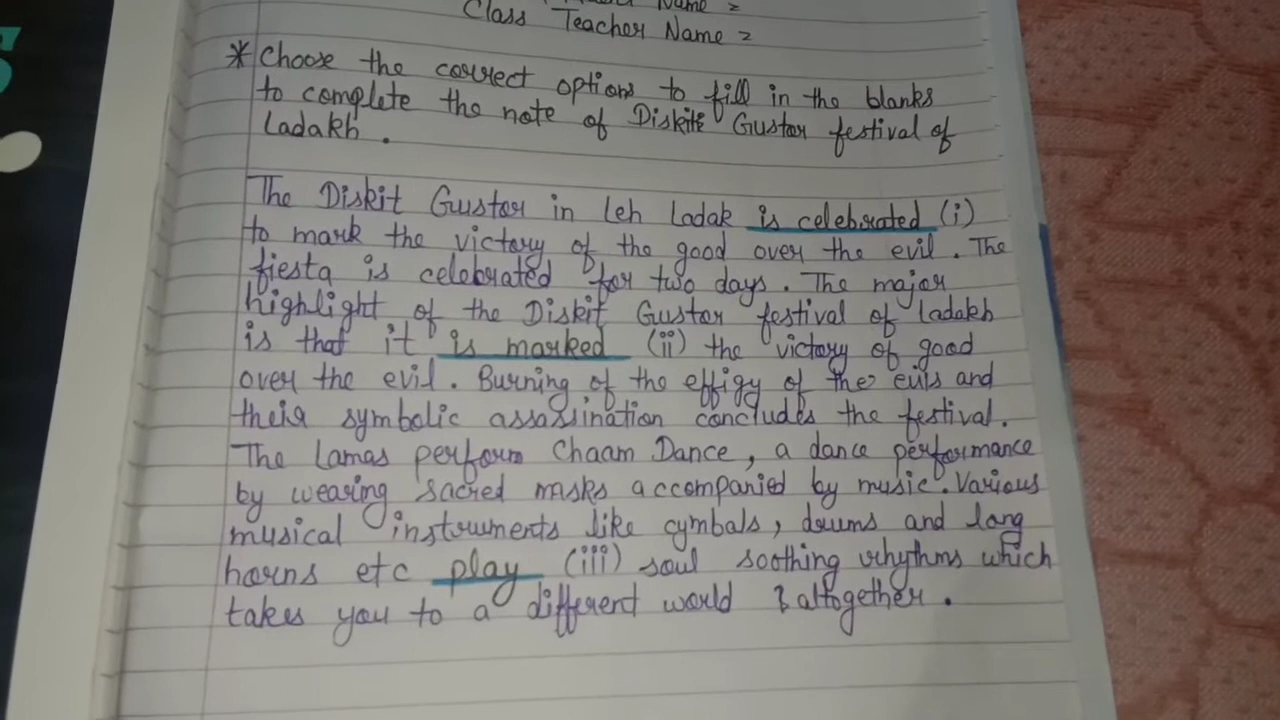 Name =
Class Teacher Name =
* Choose the correct options to fill in the blanks
to complete the note of Diskit Gustor festival of
Ladakh.
The Diskit Gustor in Leh Ladak is celebrated (i)
to mark the victory of the good over the evil. The
fiesta is celebrated for two days. The major
highlight of the Diskit Gustor festival of Ladakh
is that it is marked (ii) the victory of good
over the evil. Burning of the effigy of the evils and
their symbolic assassination concludes the festival.
The Lamas perform Chaam Dance, a dance performance
by wearing sacred masks accompanied by music. Various
musical instruments like cymbals, drums and lang
horns etc play (iii) soul soothing rhythms which
takes you to a different world altogether.